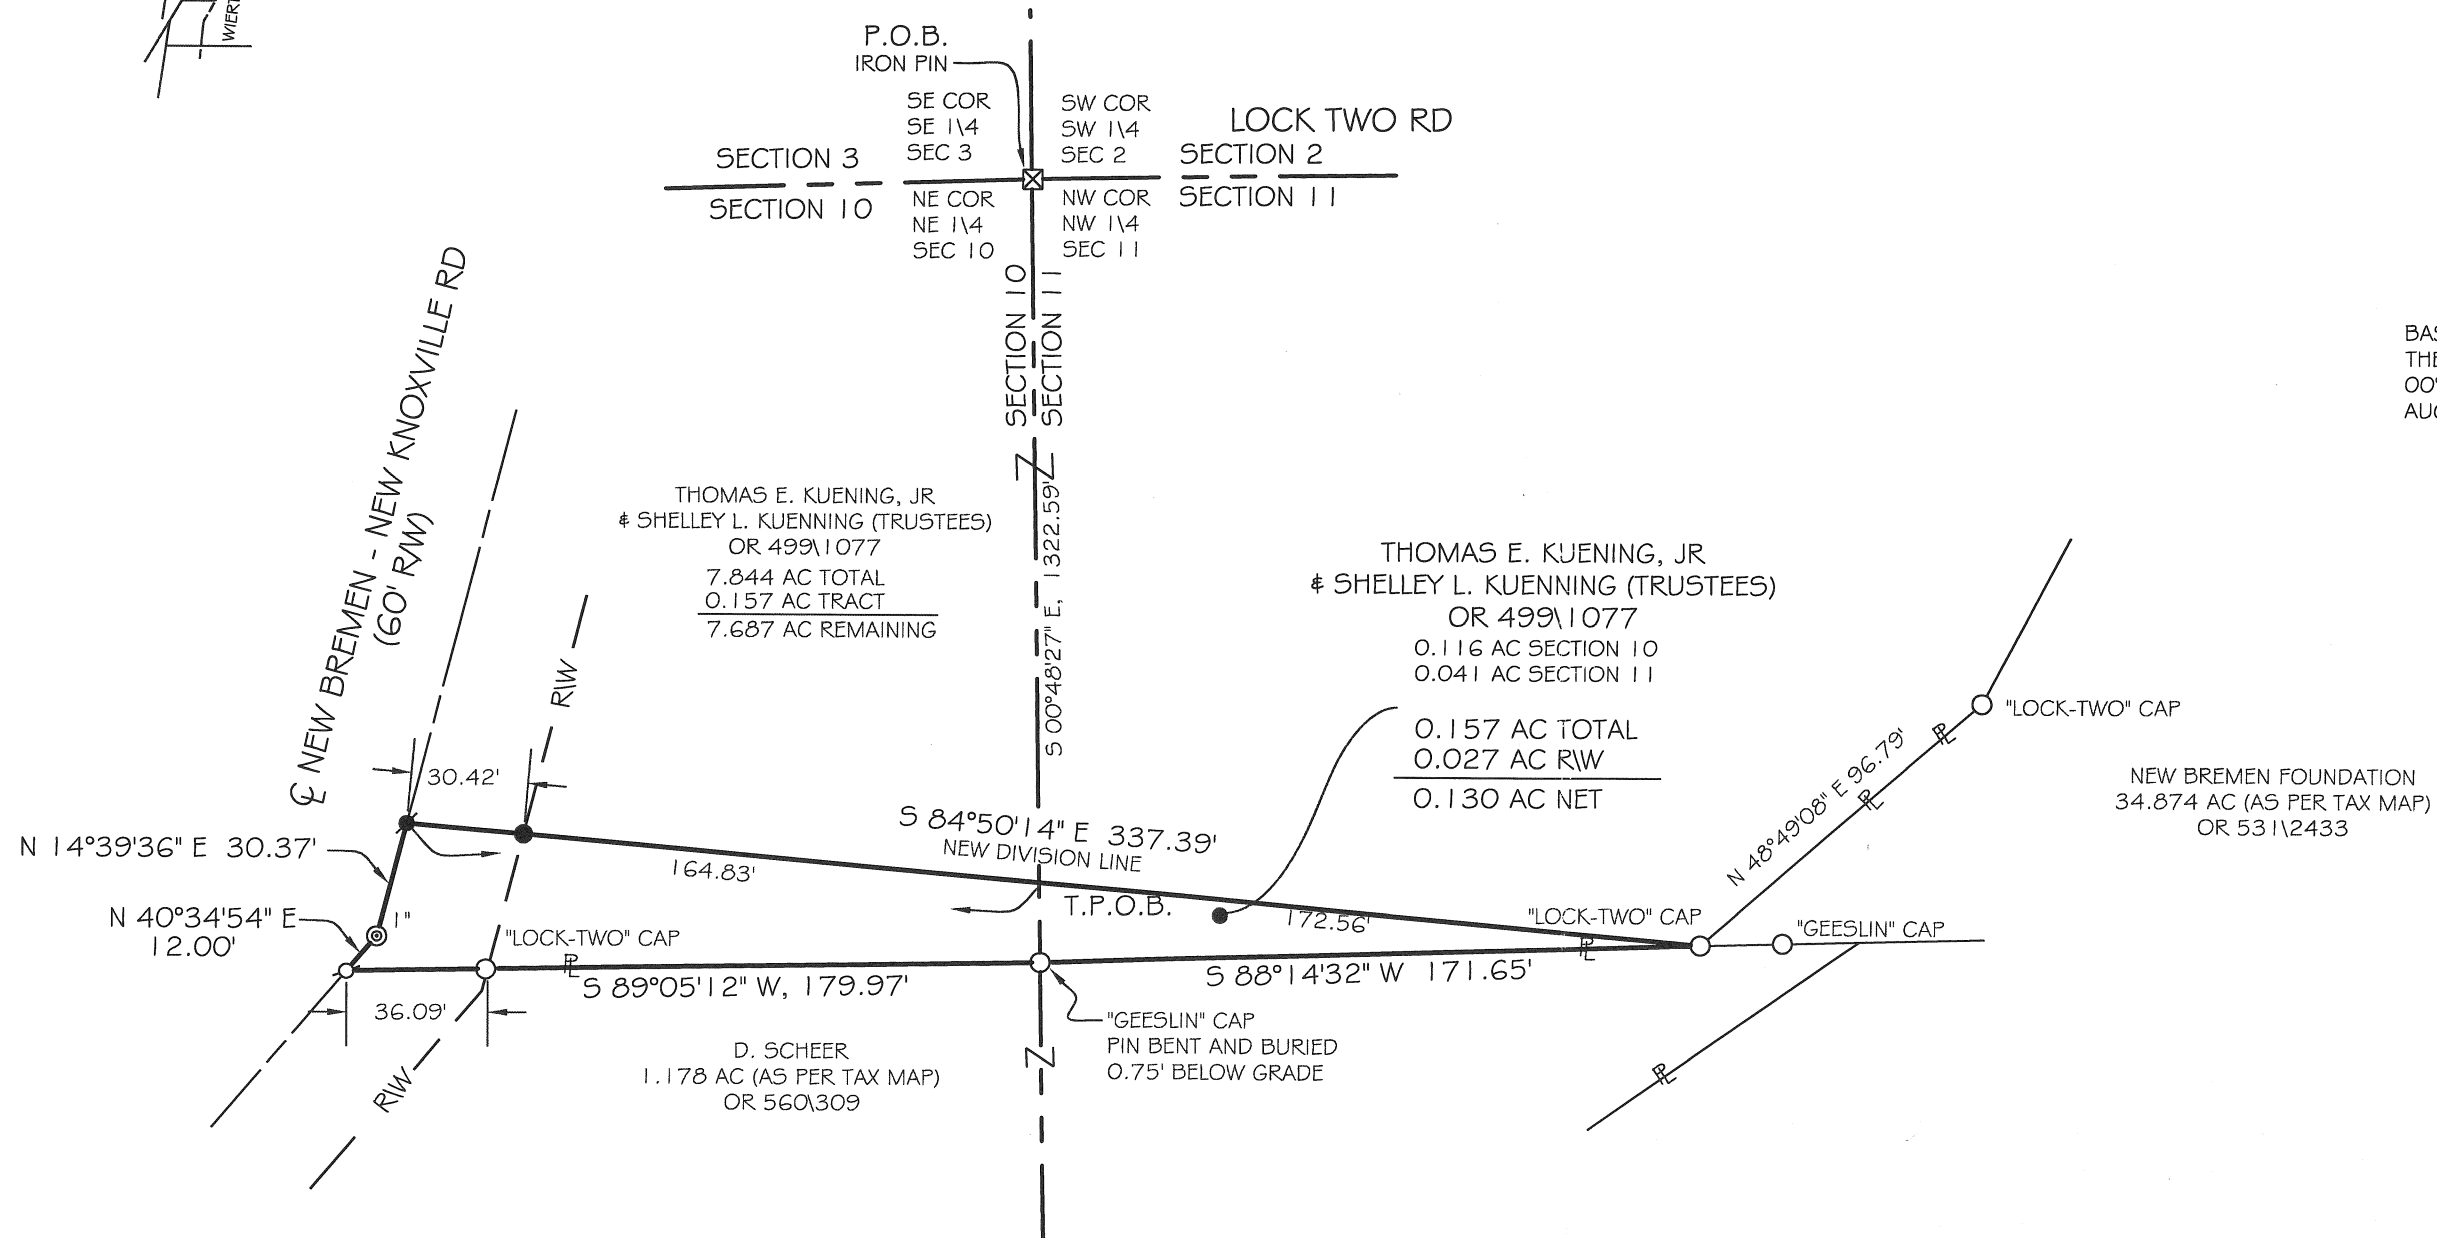 WIERT
P.O.B.
IRON PIN
SE COR
SE 1\4
SEC 3
SW COR
SW 1\4
SEC 2
LOCK TWO RD
SECTION 3
SECTION 2
SECTION 10
NE COR
NE 1\4
SEC 10
NW COR
NW 1\4
SEC 11
SECTION 11
SECTION 10
SECTION 11
S 00°48'27" E, 1322.59'
℄ NEW BREMEN - NEW KNOXVILLE RD
(60' R/W)
R\W
THOMAS E. KUENING, JR
& SHELLEY L. KUENNING (TRUSTEES)
OR 499\1077
7.844 AC TOTAL
0.157 AC TRACT
7.687 AC REMAINING
THOMAS E. KUENING, JR
& SHELLEY L. KUENNING (TRUSTEES)
OR 499\1077
0.116 AC SECTION 10
0.041 AC SECTION 11
0.157 AC TOTAL
0.027 AC R\W
0.130 AC NET
BAS
THE
00°
AUG
"LOCK-TWO" CAP
N 48°49'08" E 96.79'
PL
PL
NEW BREMEN FOUNDATION
34.874 AC (AS PER TAX MAP)
OR 531\2433
30.42'
N 14°39'36" E 30.37'
S 84°50'14" E 337.39'
NEW DIVISION LINE
164.83'
T.P.O.B.
172.56'
N 40°34'54" E
12.00'
1"
"LOCK-TWO" CAP
PL
"LOCK-TWO" CAP
PL
"GEESLIN" CAP
S 89°05'12" W, 179.97'
S 88°14'32" W 171.65'
36.09'
"GEESLIN" CAP
PIN BENT AND BURIED
0.75' BELOW GRADE
D. SCHEER
1.178 AC (AS PER TAX MAP)
OR 560\309
R\W
PL